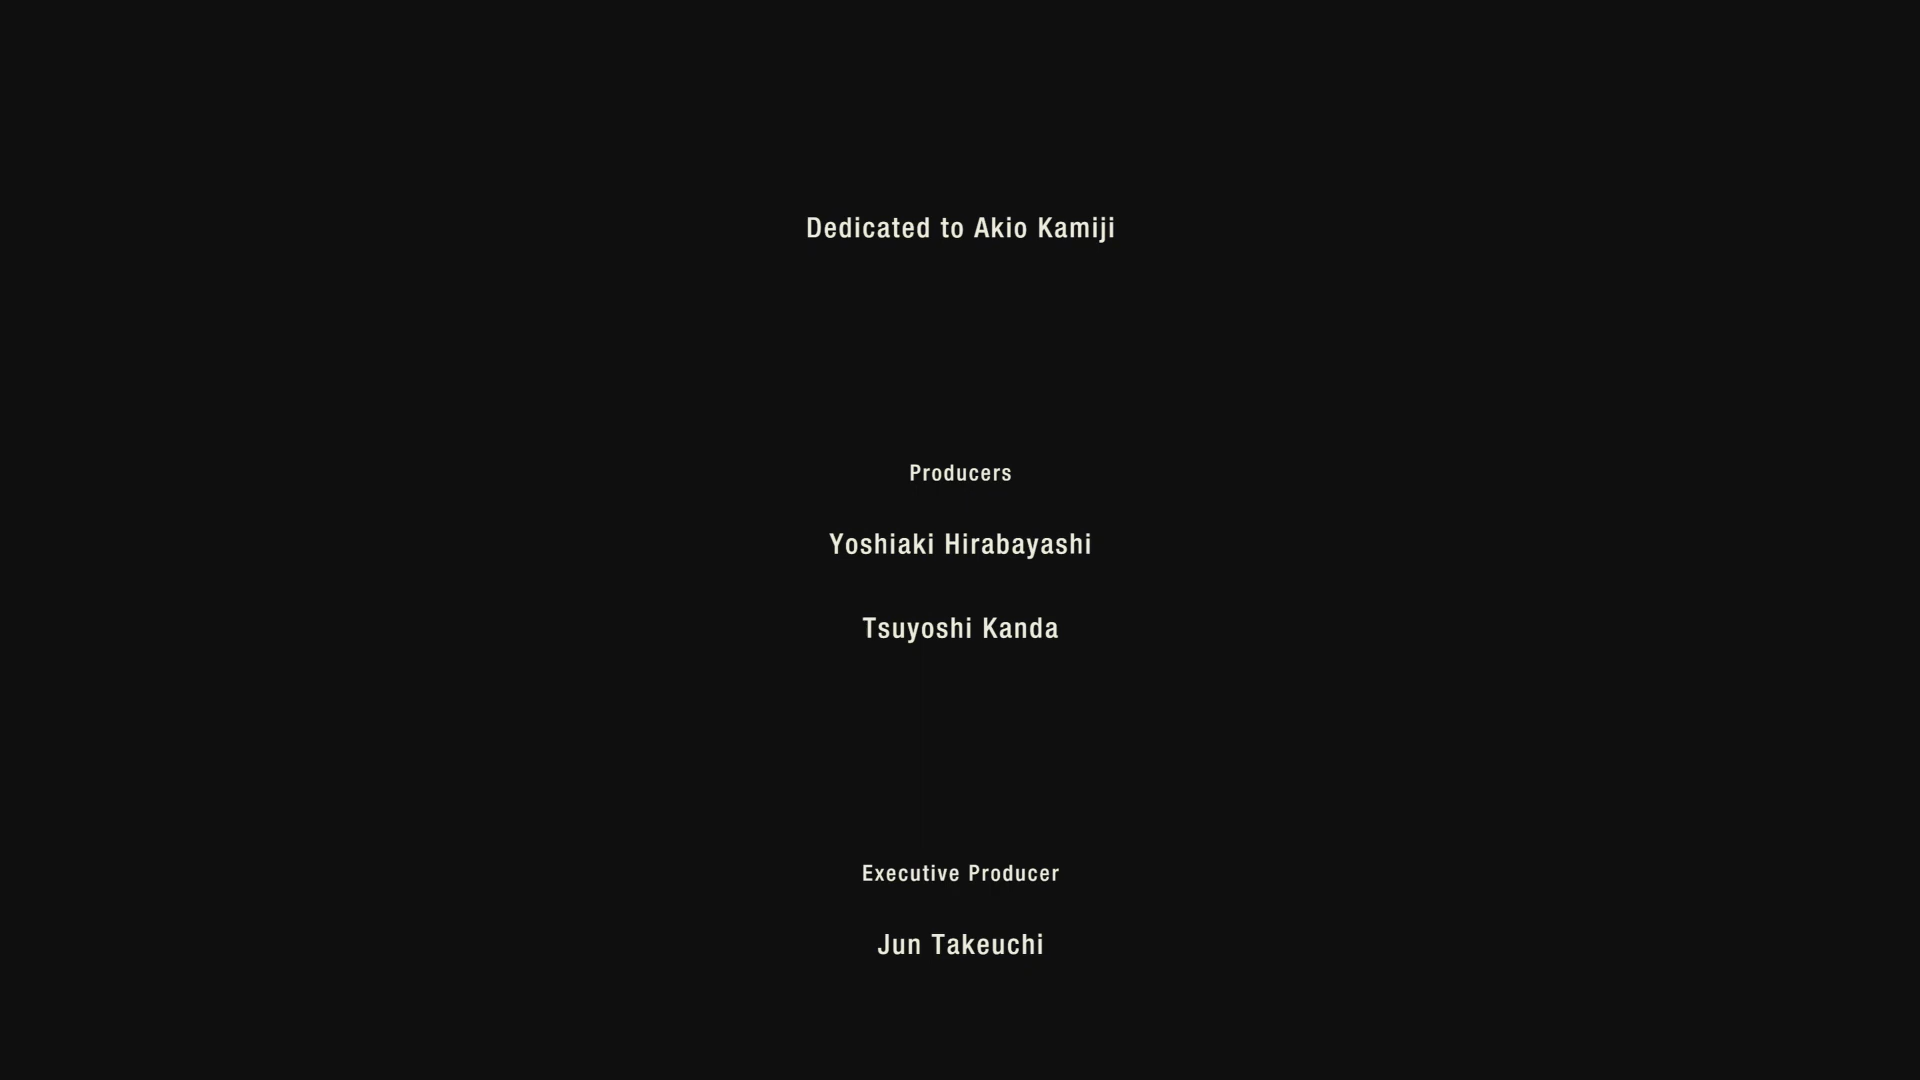 Dedicated to Akio Kamiji
Producers
Yoshiaki Hirabayashi
Tsuyoshi Kanda
Executive Producer
Jun Takeuchi